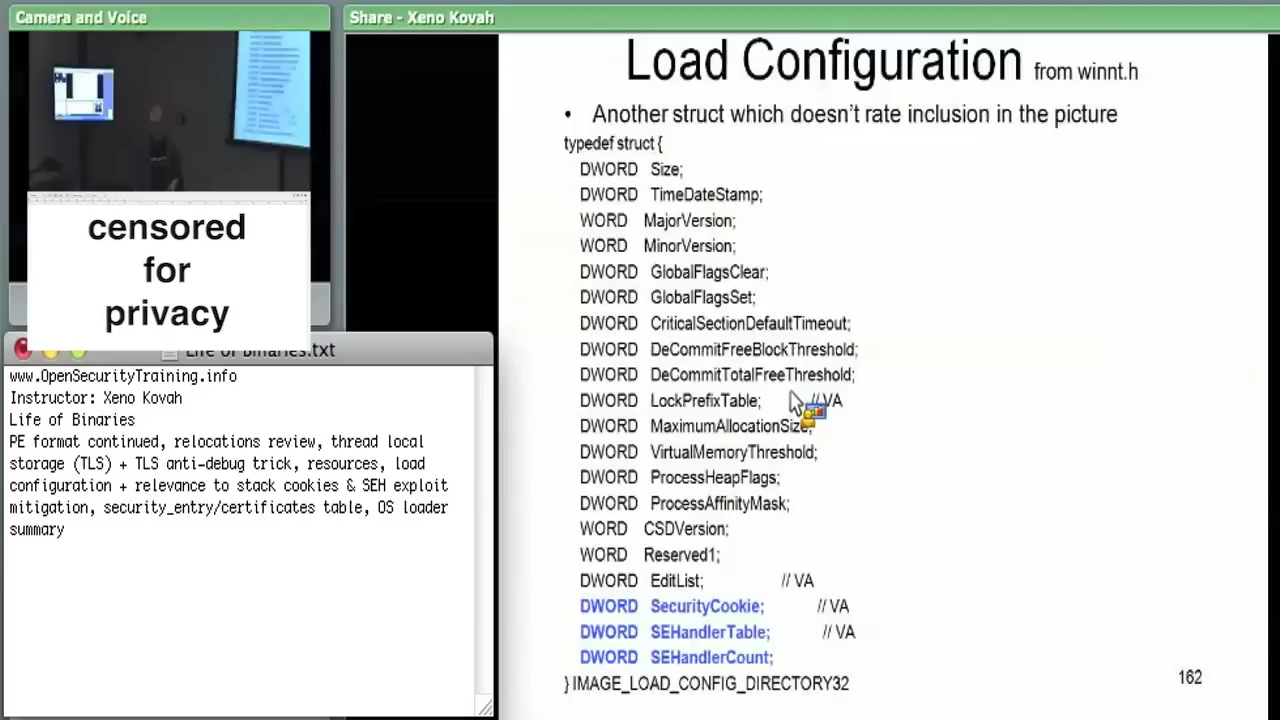 Camera and Voice
Share - Xeno Kovah
censored
for
privacy
Life of Binaries.txt
www.OpenSecurityTraining.info
Instructor: Xeno Kovah
Life of Binaries
PE format continued, relocations review, thread local
storage (TLS) + TLS anti-debug trick, resources, load
configuration + relevance to stack cookies & SEH exploit
mitigation, security_entry/certificates table, OS loader
summary
Load Configuration from winnt.h
• Another struct which doesn't rate inclusion in the picture
typedef struct {
DWORD Size;
DWORD TimeDateStamp;
WORD MajorVersion;
WORD MinorVersion;
DWORD GlobalFlagsClear;
DWORD GlobalFlagsSet;
DWORD CriticalSectionDefaultTimeout;
DWORD DeCommitFreeBlockThreshold;
DWORD DeCommitTotalFreeThreshold;
DWORD LockPrefixTable; // VA
DWORD MaximumAllocationSize;
DWORD VirtualMemoryThreshold;
DWORD ProcessHeapFlags;
DWORD ProcessAffinityMask;
WORD CSDVersion;
WORD Reserved1;
DWORD EditList; // VA
DWORD SecurityCookie; // VA
DWORD SEHandlerTable; // VA
DWORD SEHandlerCount;
} IMAGE_LOAD_CONFIG_DIRECTORY32
162